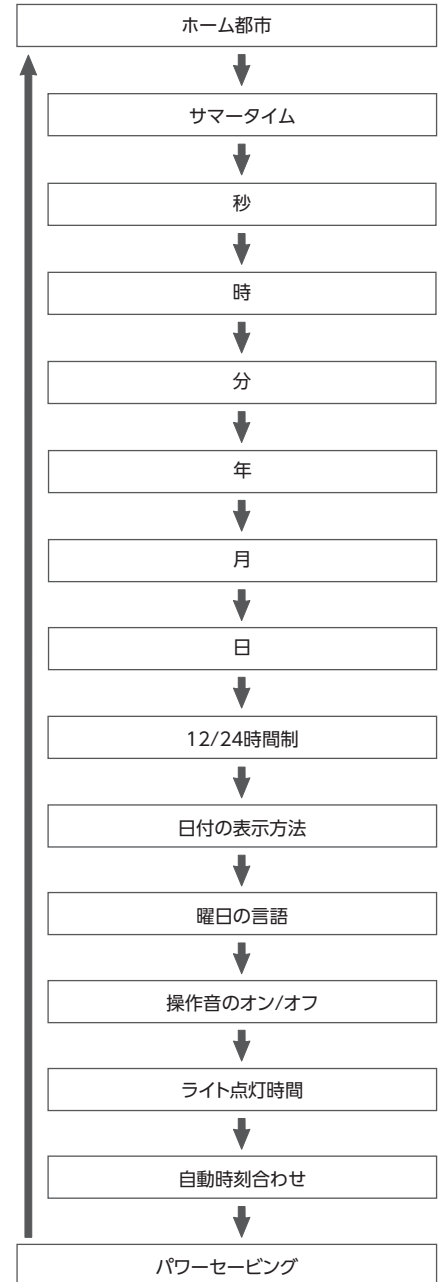 ホーム都市
サマータイム
秒
時
分
年
月
日
12/24時間制
日付の表示方法
曜日の言語
操作音のオン/オフ
ライト点灯時間
自動時刻合わせ
パワーセービング